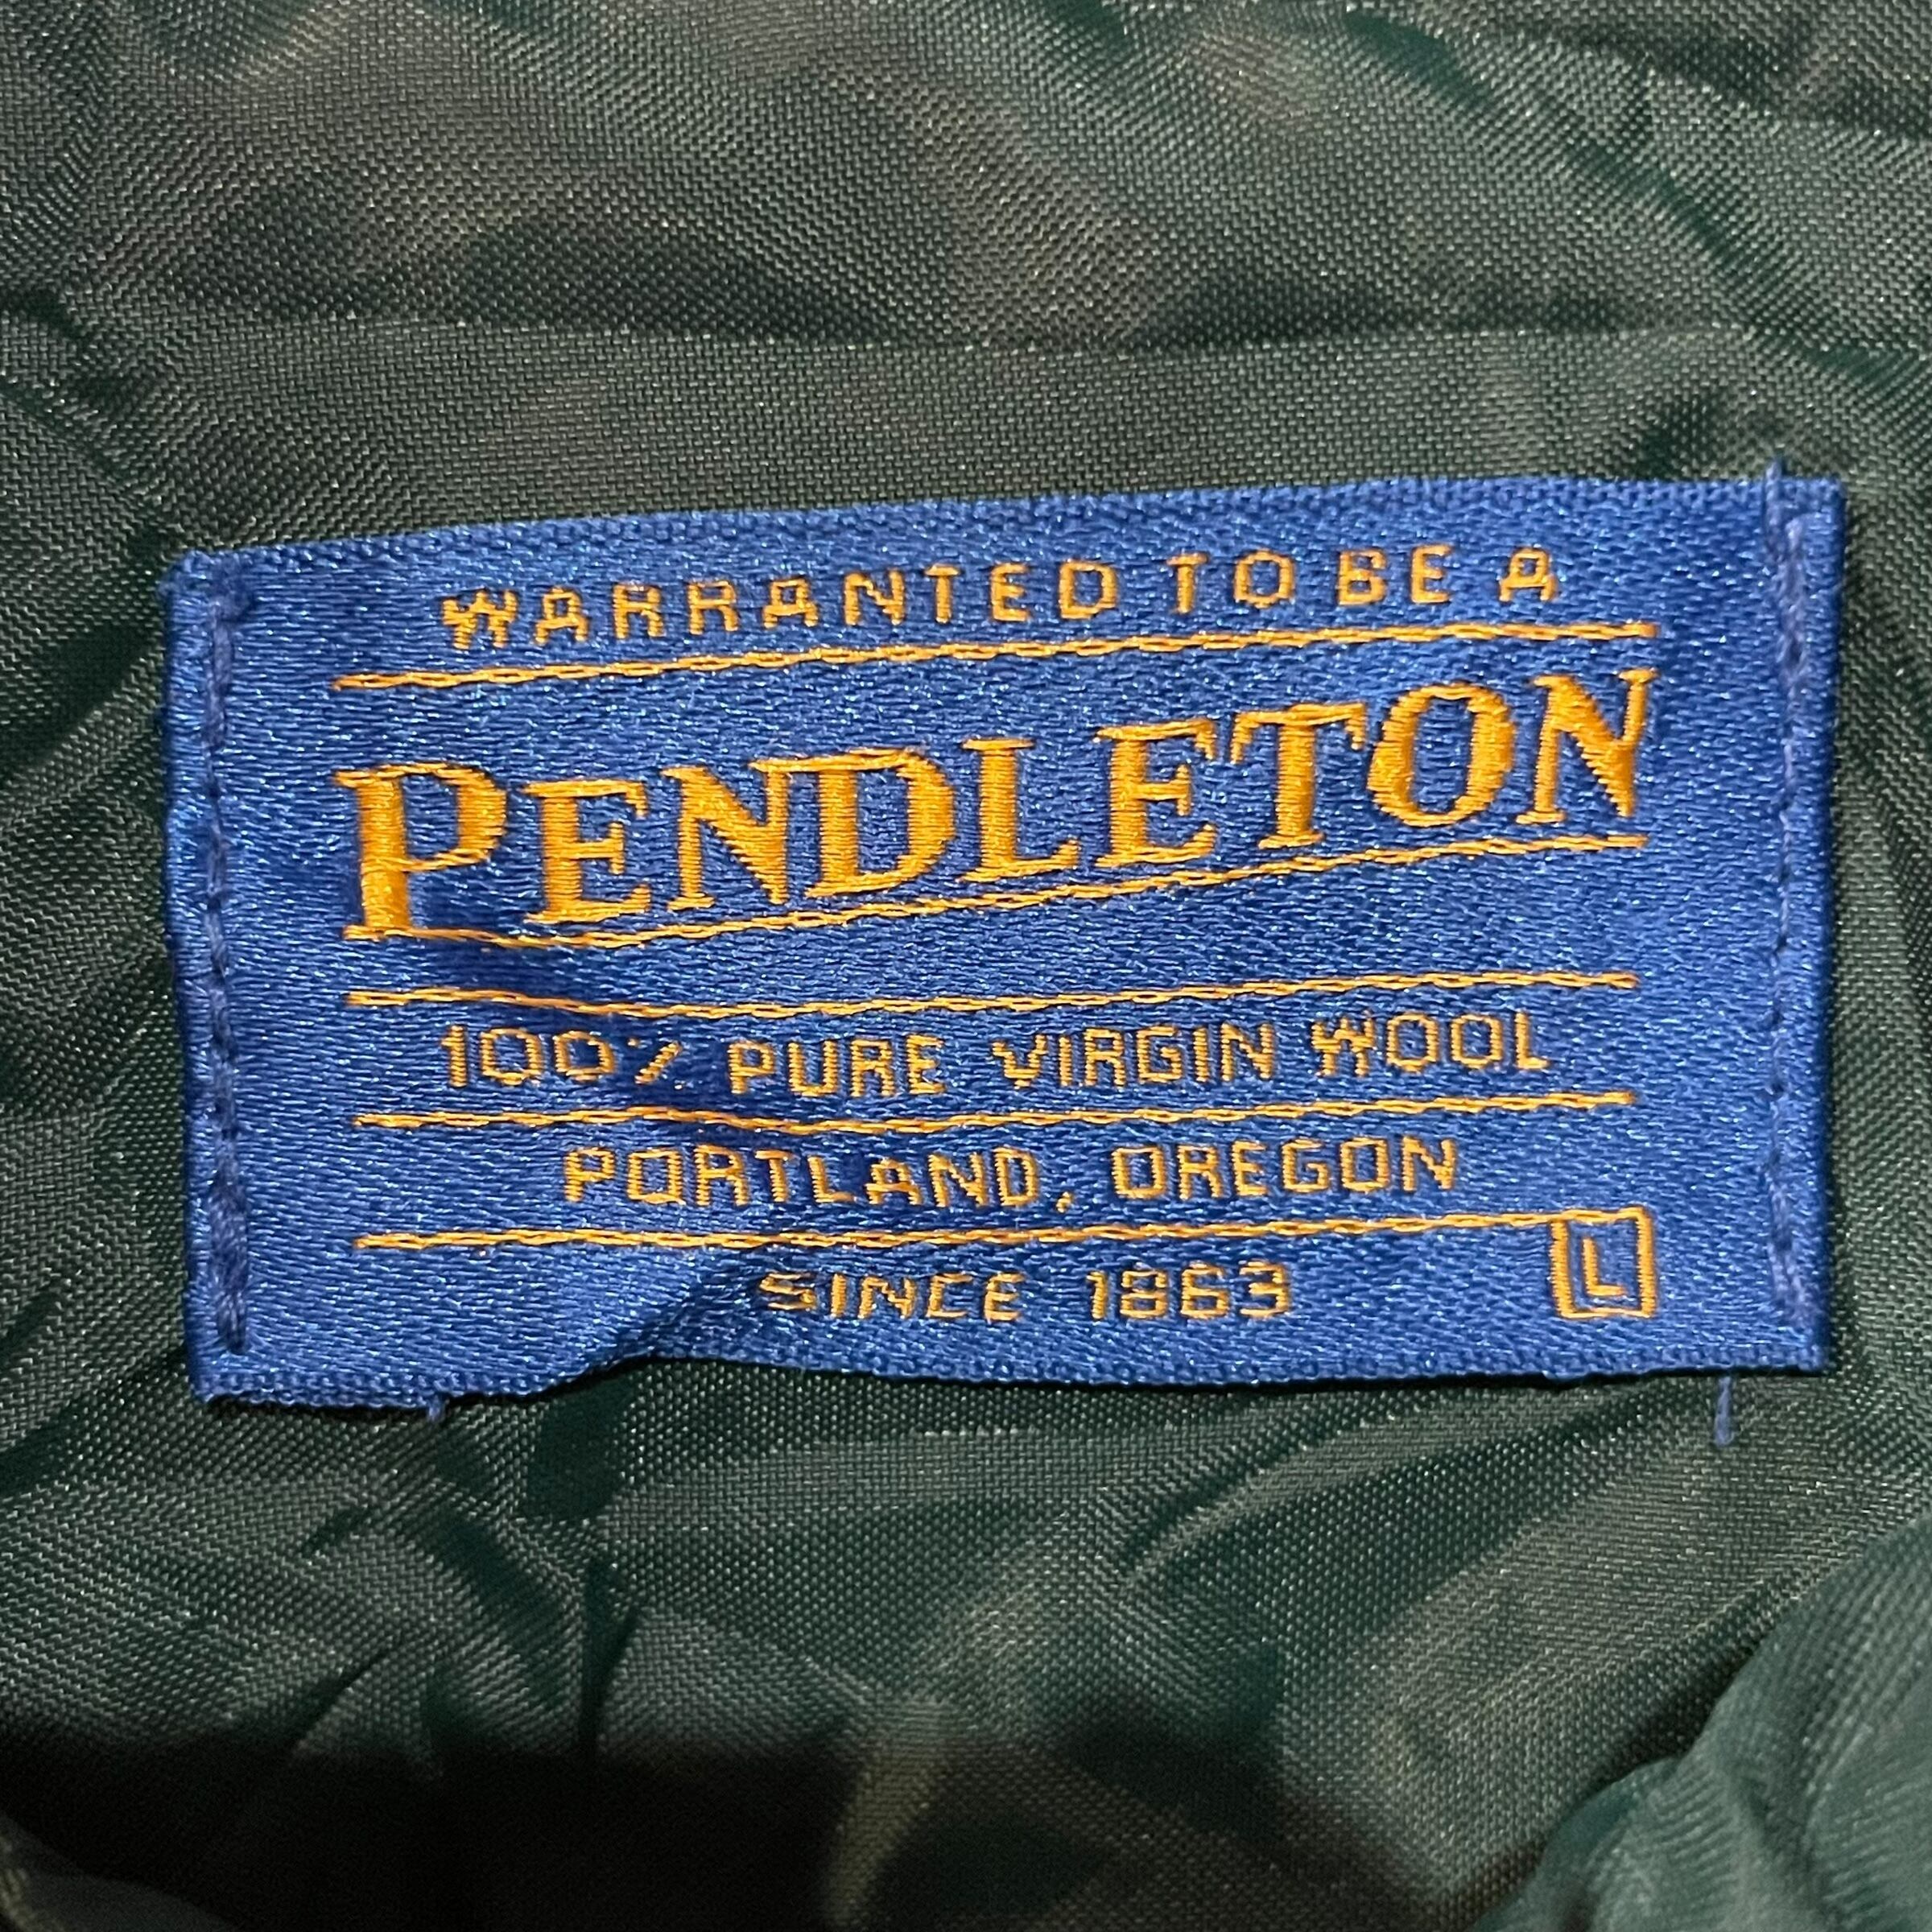 WARRANTED TO BE A
PENDLETON
100% PURE VIRGIN WOOL
PORTLAND, OREGON
SINCE 1863
L